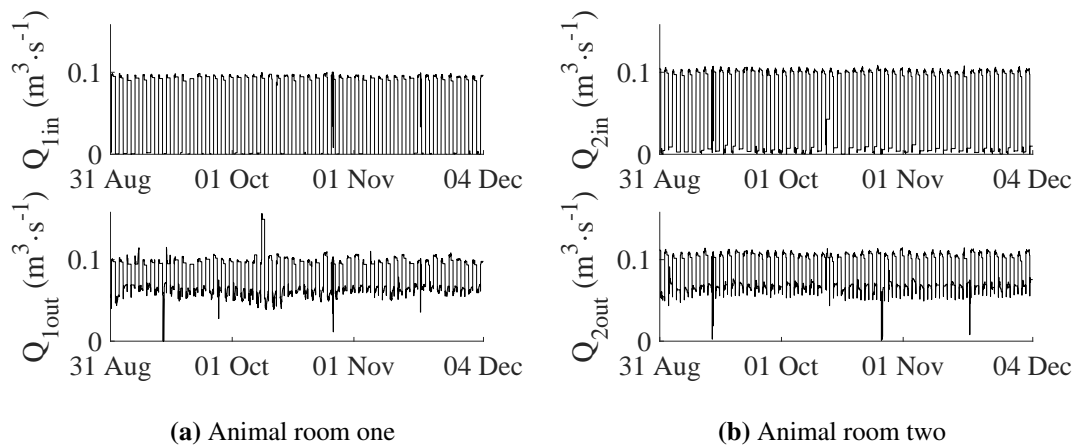 Q1in (m³·s⁻¹)
0.1
0
31 Aug 01 Oct 01 Nov 04 Dec
Q1out (m³·s⁻¹)
0.1
0
31 Aug 01 Oct 01 Nov 04 Dec
(a) Animal room one
Q2in (m³·s⁻¹)
0.1
0
31 Aug 01 Oct 01 Nov 04 Dec
Q2out (m³·s⁻¹)
0.1
0
31 Aug 01 Oct 01 Nov 04 Dec
(b) Animal room two